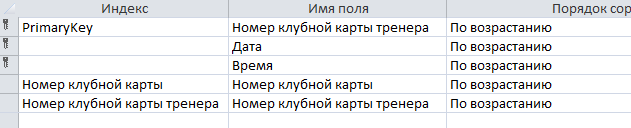 Индекс Имя поля Порядок сор
PrimaryKey Номер клубной карты тренера По возрастанию
Дата По возрастанию
Время По возрастанию
Номер клубной карты Номер клубной карты По возрастанию
Номер клубной карты тренера Номер клубной карты тренера По возрастанию